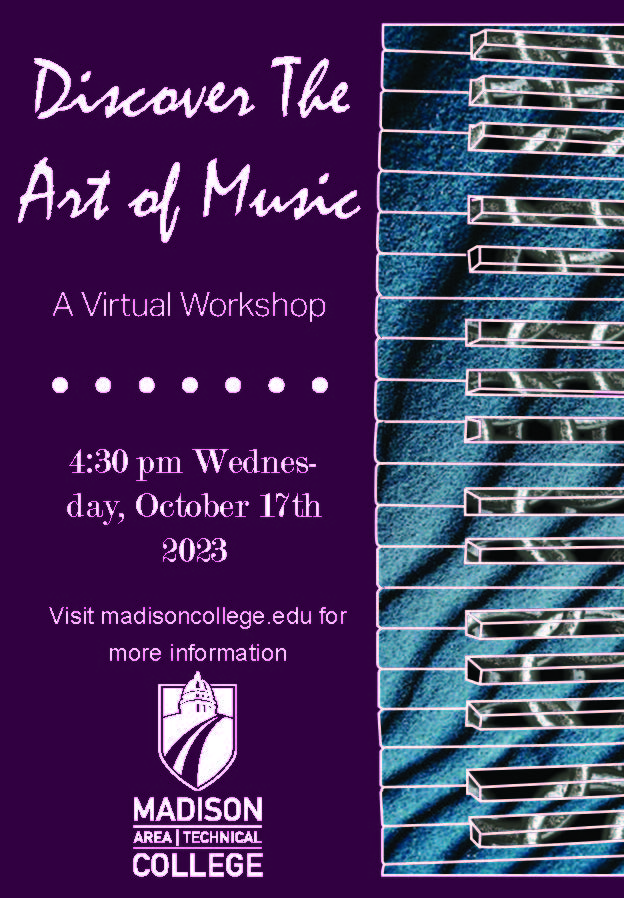 Discover The
Art of Music
A Virtual Workshop
4:30 pm Wednes-
day, October 17th
2023
Visit madisoncollege.edu for
more information
MADISON
AREA | TECHNICAL
COLLEGE